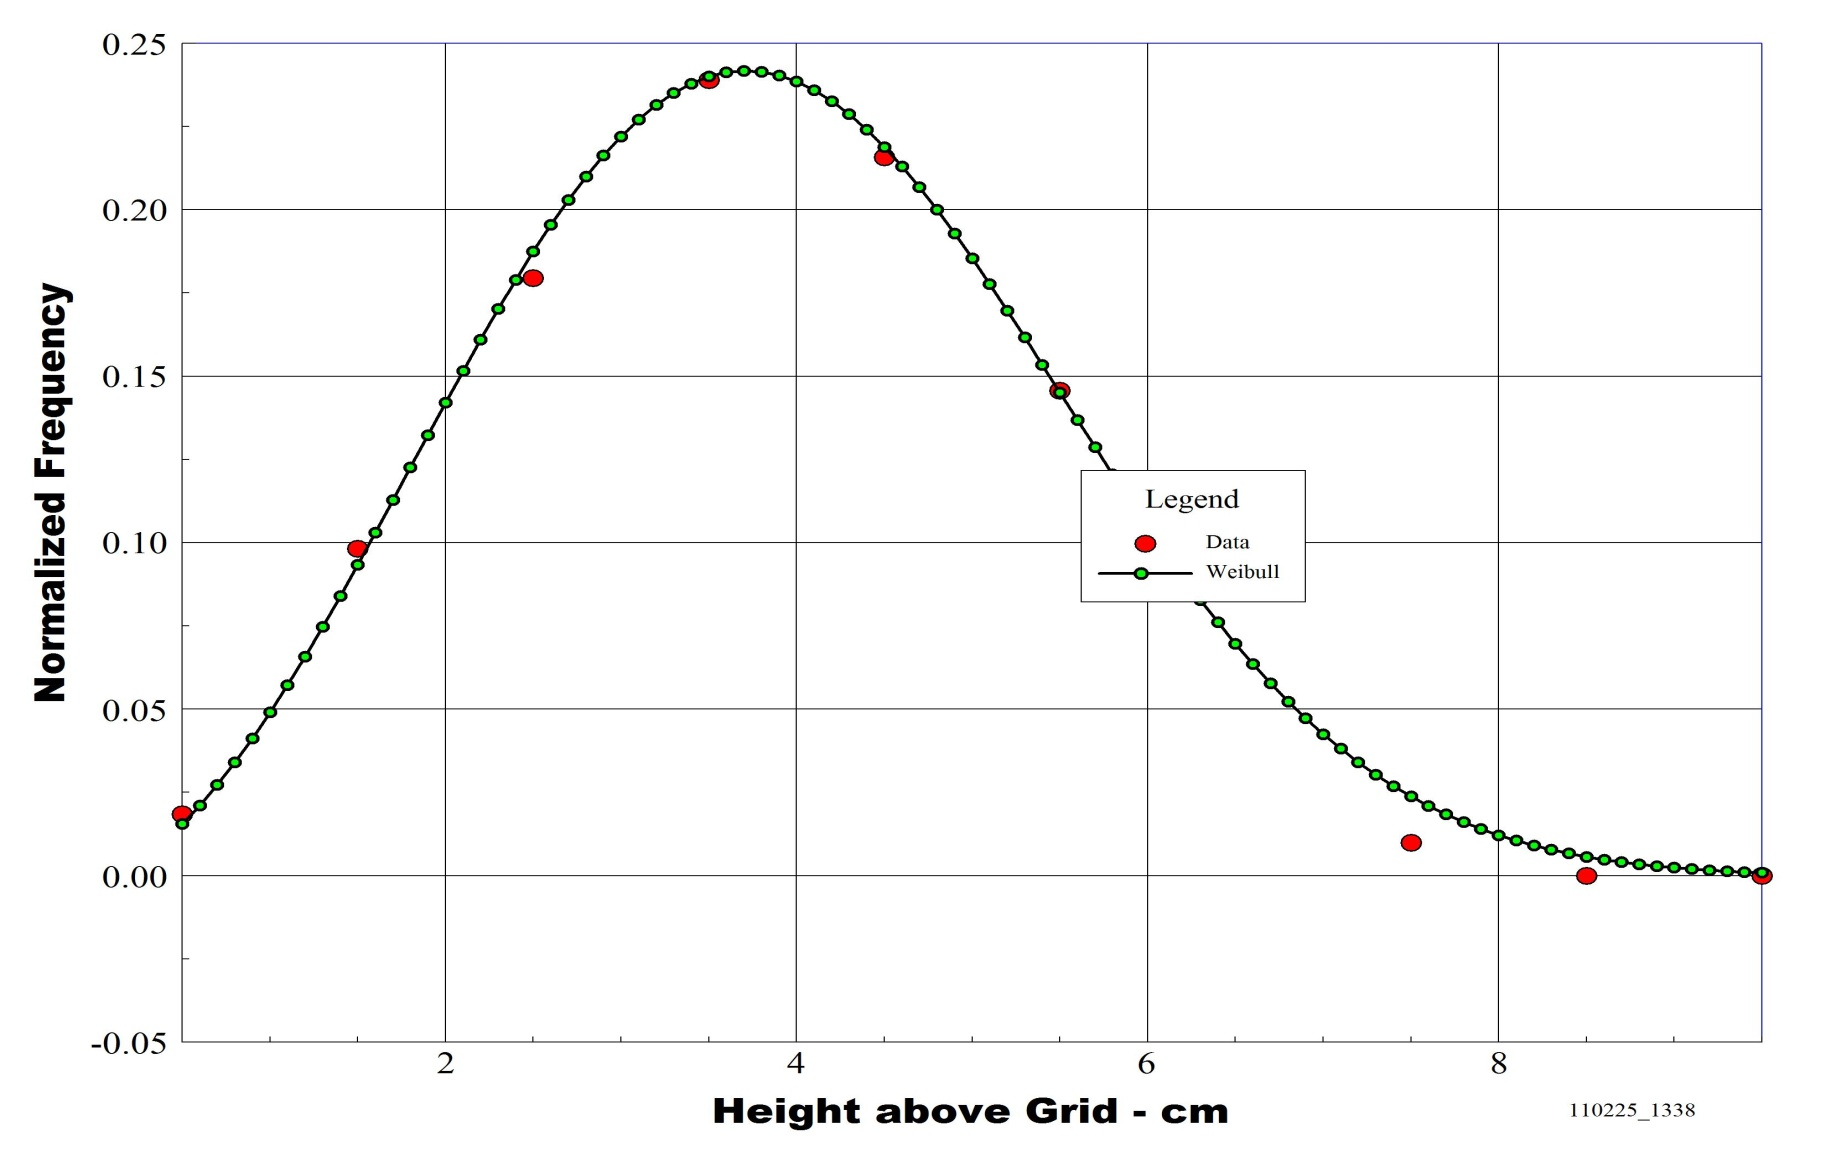 0.25
0.20
0.15
0.10
0.05
0.00
-0.05
Normalized Frequency
Legend
Data
Weibull
2 4 6 8
Height above Grid - cm
110225_1338